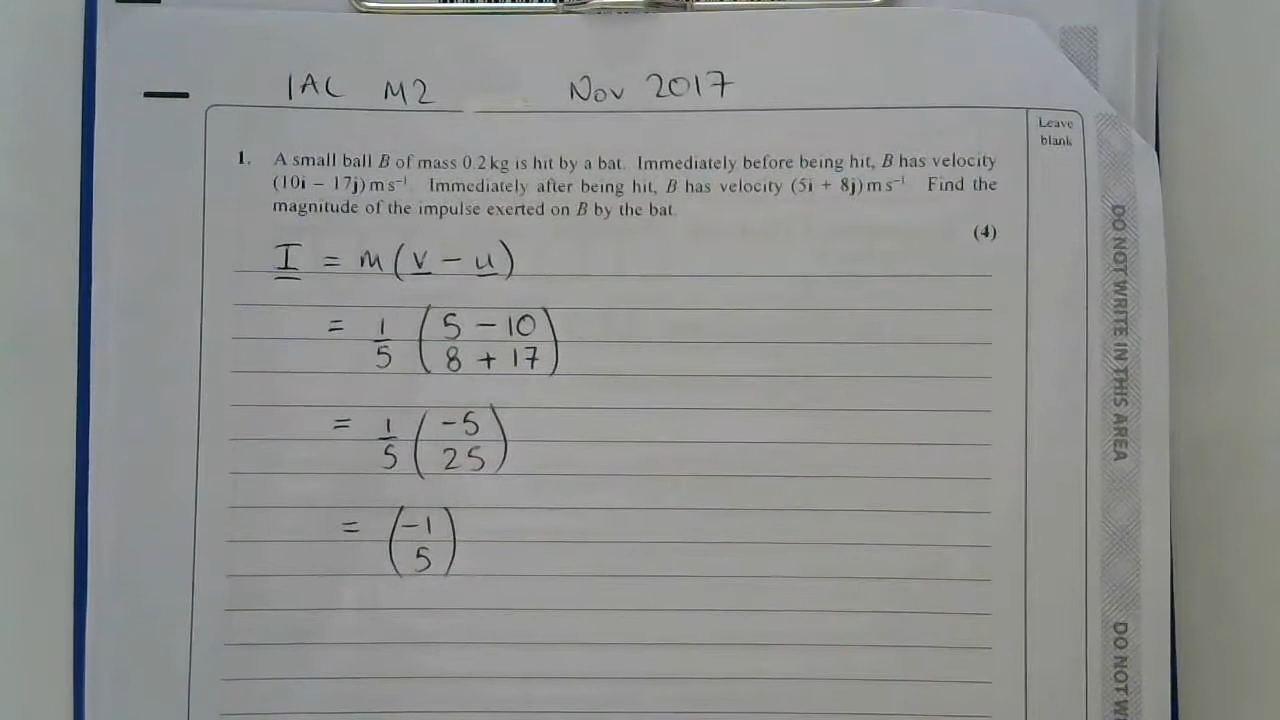 IAL M2 Nov 2017
Leave
blank
1. A small ball B of mass 0.2 kg is hit by a bat. Immediately before being hit, B has velocity
(10i − 17j) m s⁻¹ Immediately after being hit, B has velocity (5i + 8j) m s⁻¹ Find the
magnitude of the impulse exerted on B by the bat.
(4)
I = m(v − u)
= 1/5 (5 − 10
8 + 17)
= 1/5 (−5
25)
= (−1
5)
DO NOT WRITE IN THIS AREA
DO NOT